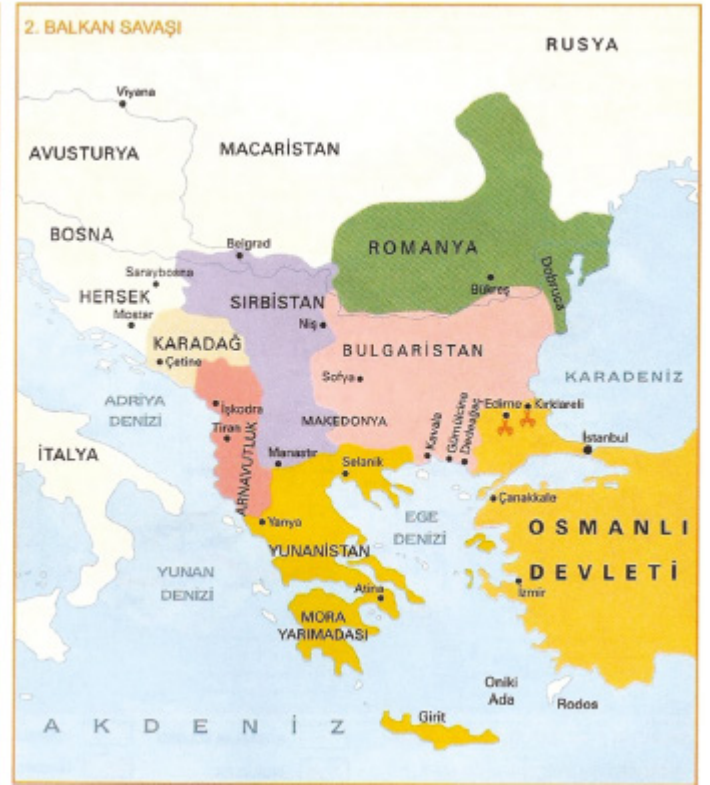 2. BALKAN SAVAŞI
RUSYA
Viyana
AVUSTURYA
MACARİSTAN
BOSNA
Belgrad
ROMANYA
Saraybosna
Bükreş
Dobruca
HERSEK
SIRBİSTAN
Mostar
Niş
KARADAĞ
BULGARİSTAN
Çetine
Sofya
KARADENİZ
ADRİYA
DENİZİ
İşkodra
Edirne
Kırklareli
Tiran
MAKEDONYA
Kavala
Gümülcine
Dedeağaç
İstanbul
İTALYA
ARNAVUTLUK
Manastır
Selanik
Çanakkale
Yanya
EGE
DENİZİ
OSMANLI
DEVLETİ
YUNANİSTAN
YUNAN
DENİZİ
Atina
İzmir
MORA
YARIMADASI
Oniki
Ada
Rodos
AKDENİZ
Girit